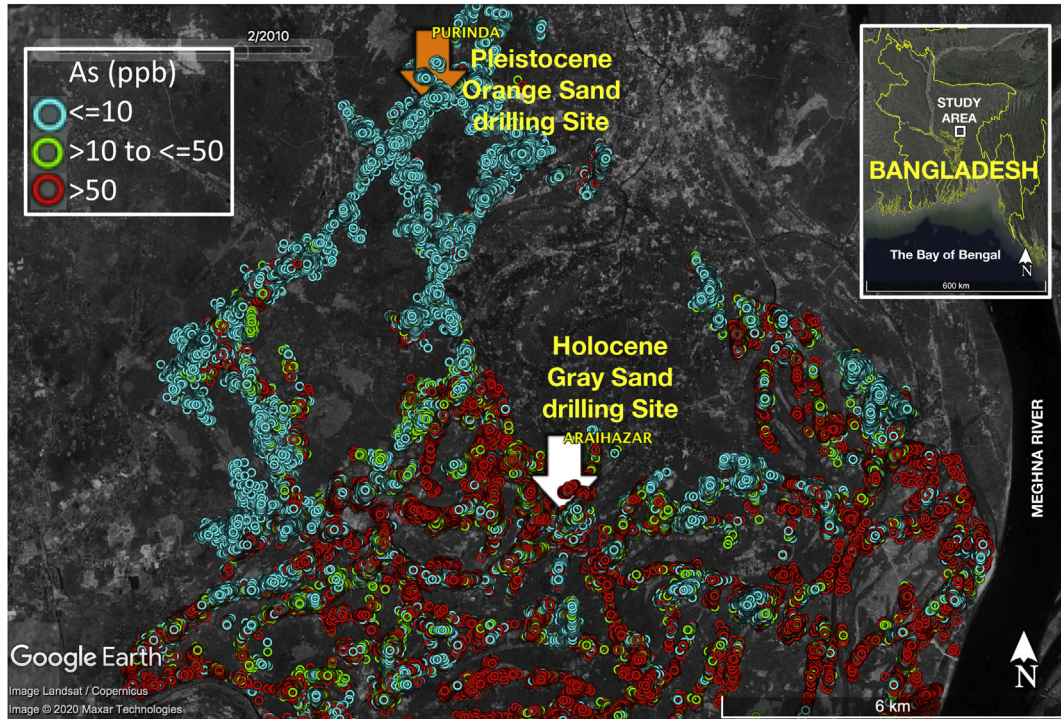 2/2010
As (ppb)
<=10
>10 to <=50
>50
PURINDA
Pleistocene
Orange Sand
drilling Site
STUDY
AREA
BANGLADESH
The Bay of Bengal
N
600 km
Holocene
Gray Sand
drilling Site
ARAIHAZAR
MEGHNA RIVER
Google Earth
Image Landsat / Copernicus
Image © 2020 Maxar Technologies
N
6 km